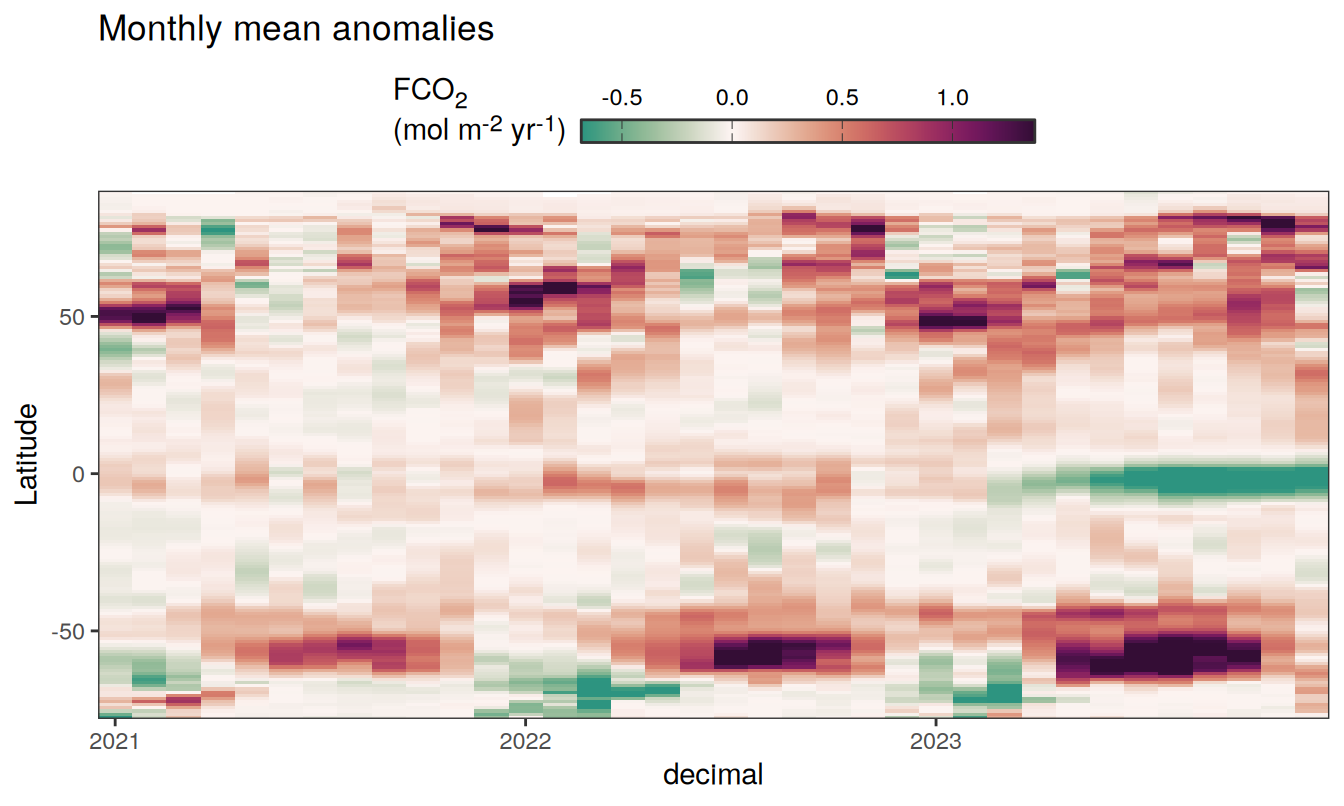 Monthly mean anomalies
FCO₂
(mol m⁻² yr⁻¹)
-0.5 0.0 0.5 1.0
Latitude
50
0
-50
2021 2022 2023
decimal